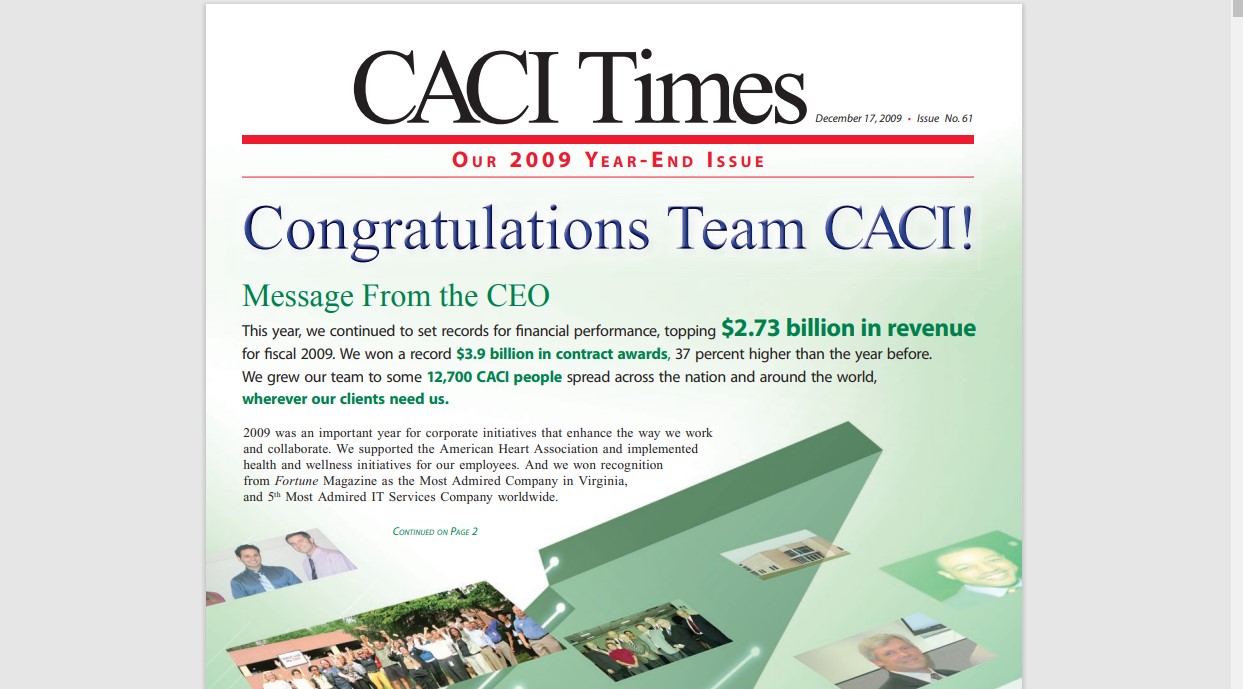 CACI Times
December 17, 2009 • Issue No. 61
Our 2009 Year-End Issue
Congratulations Team CACI!
Message From the CEO
This year, we continued to set records for financial performance, topping $2.73 billion in revenue
for fiscal 2009. We won a record $3.9 billion in contract awards, 37 percent higher than the year before.
We grew our team to some 12,700 CACI people spread across the nation and around the world,
wherever our clients need us.
2009 was an important year for corporate initiatives that enhance the way we work
and collaborate. We supported the American Heart Association and implemented
health and wellness initiatives for our employees. And we won recognition
from Fortune Magazine as the Most Admired Company in Virginia,
and 5th Most Admired IT Services Company worldwide.
Continued on Page 2